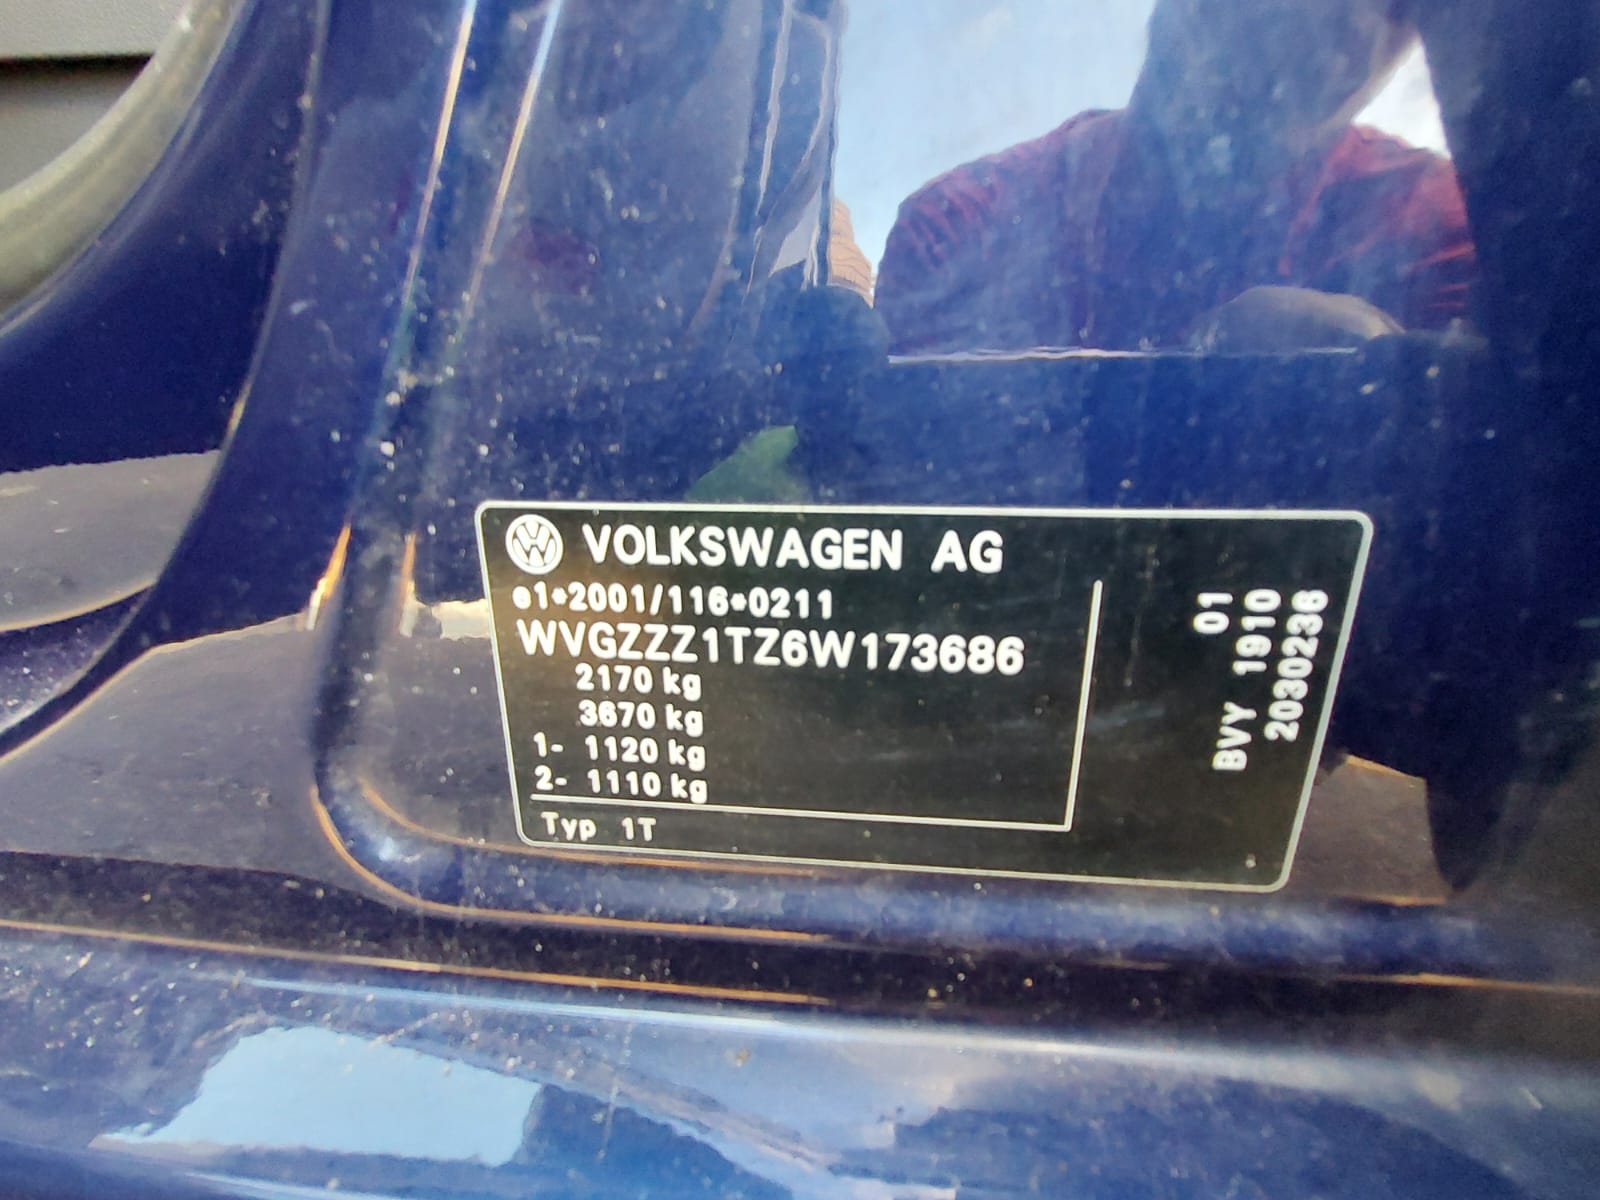 VOLKSWAGEN AG
e1*2001/116*0211
WVGZZZ1TZ6W173686
2170 kg
3670 kg
1- 1120 kg
2- 1110 kg
Typ 1T
01
BVY 1910
2030236